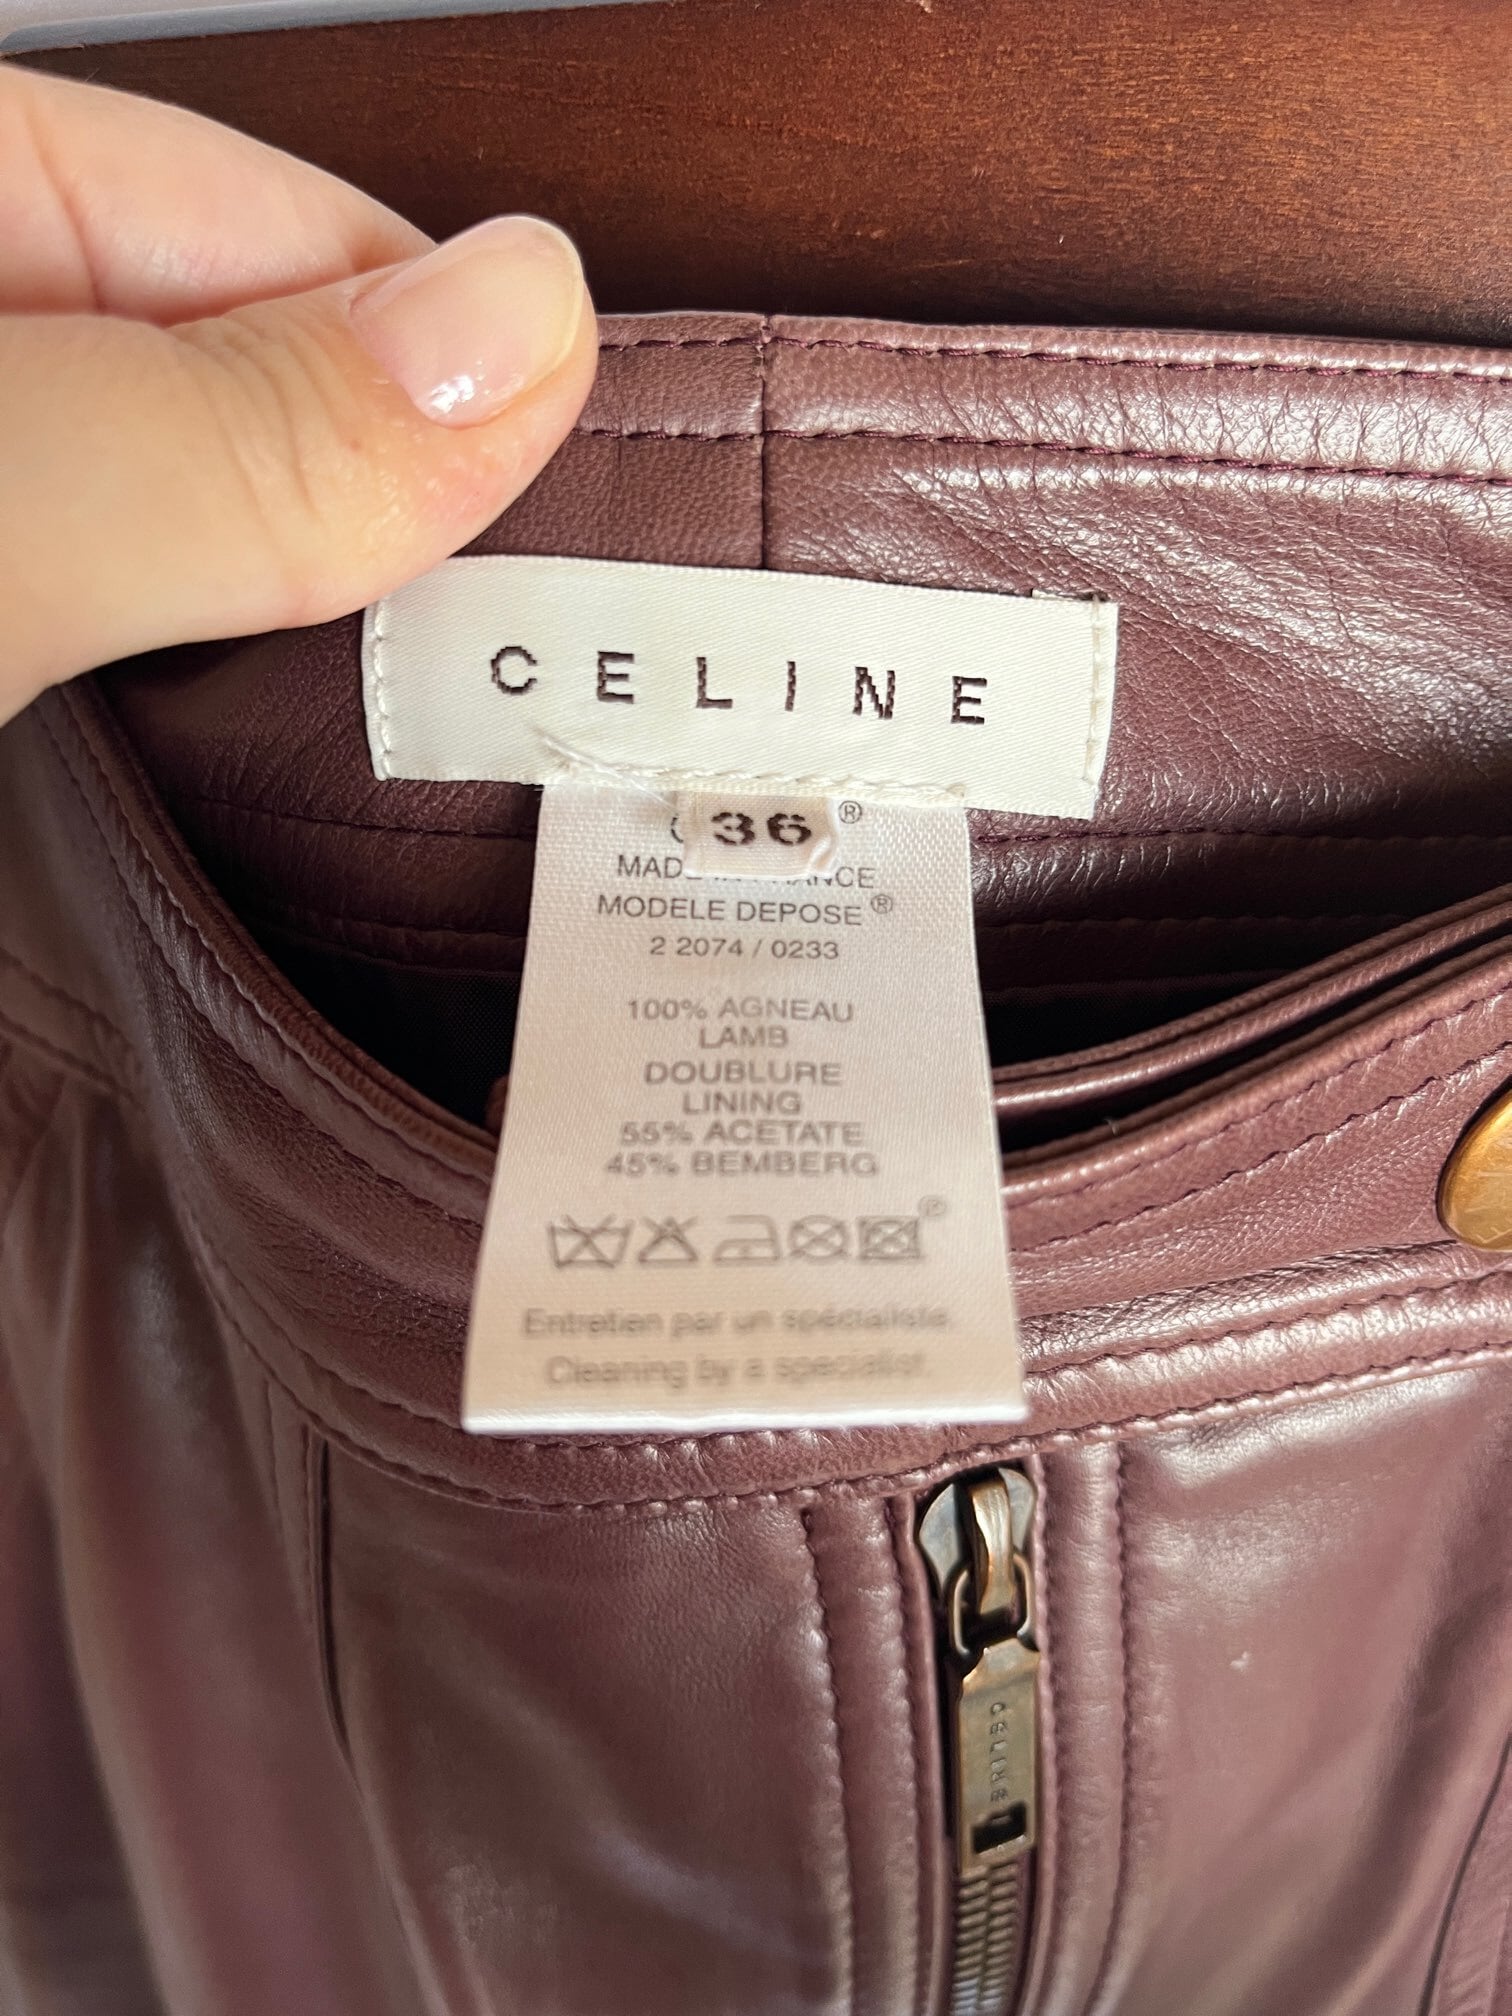 CELINE
36 ®
MADE FRANCE
MODELE DEPOSE ®
2 2074 / 0233
100% AGNEAU
LAMB
DOUBLURE
LINING
55% ACETATE
45% BEMBERG
®
Entretien par un spécialiste.
Cleaning by a specialist.
CELINE